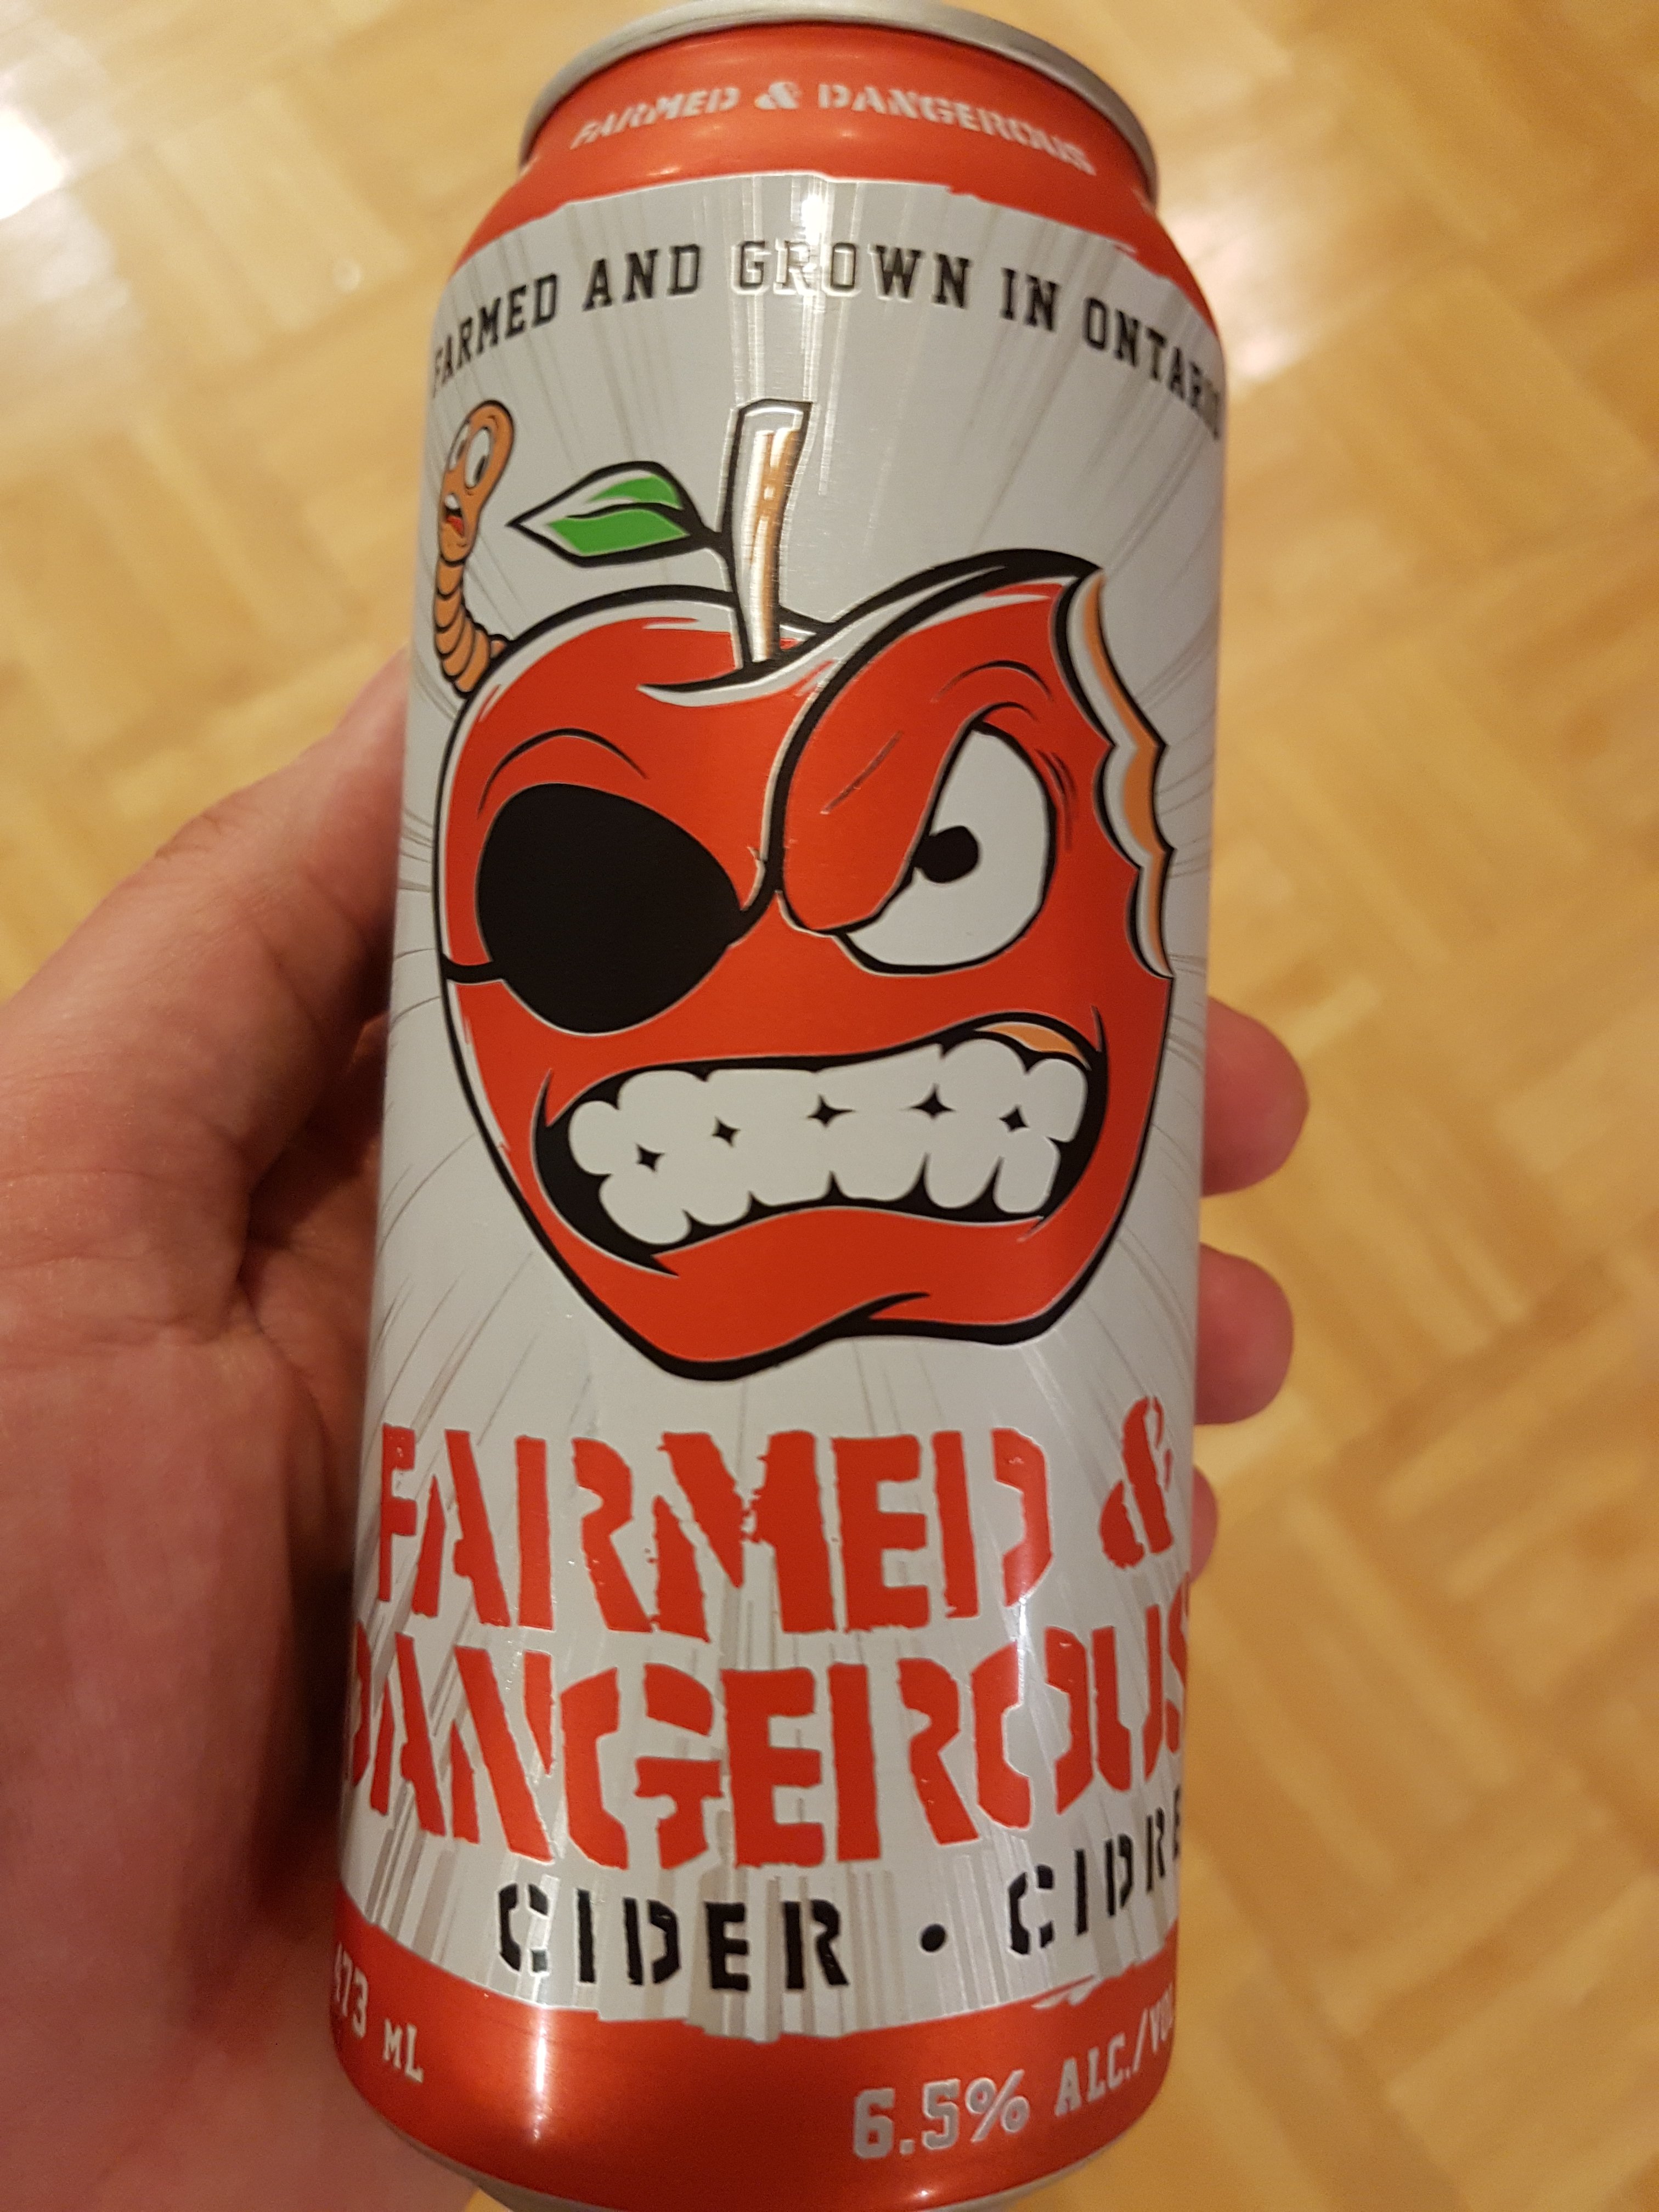 FARMED & DANGEROUS
FARMED AND GROWN IN ONTARIO
FARMED &
DANGEROUS
CIDER • CIDRE
473 mL
6.5% ALC./VOL